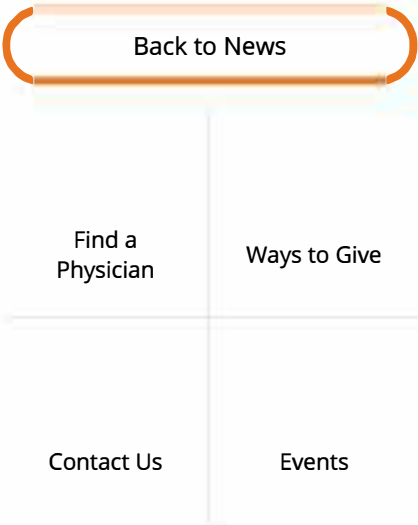 Back to News
Find a
Physician
Ways to Give
Contact Us
Events